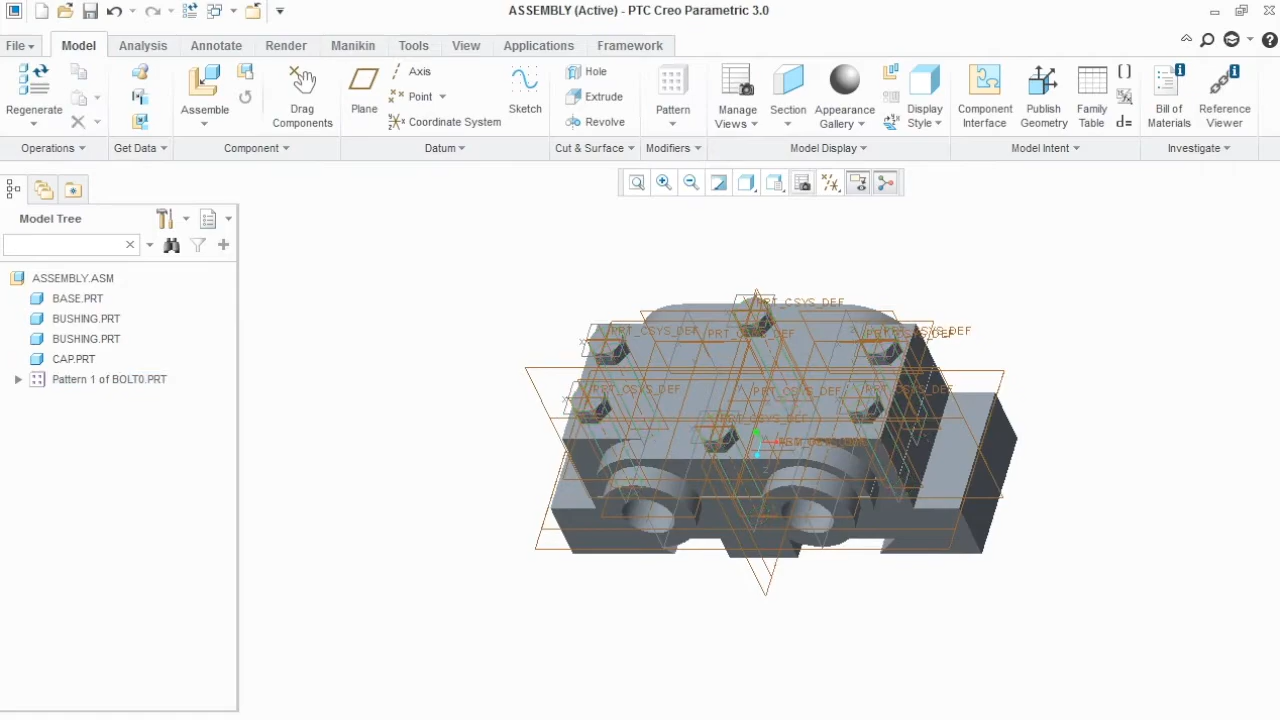 ASSEMBLY (Active) - PTC Creo Parametric 3.0
File Model Analysis Annotate Render Manikin Tools View Applications Framework
Regenerate
Operations
Get Data
Assemble
Drag Components
Component
Plane
Axis
Point
Coordinate System
Sketch
Datum
Hole
Extrude
Revolve
Cut & Surface
Pattern
Modifiers
Manage Views
Section
Appearance Gallery
Display Style
Model Display
Component Interface
Publish Geometry
Family Table
d=
Model Intent
Bill of Materials
Reference Viewer
Investigate
Model Tree
ASSEMBLY.ASM
BASE.PRT
BUSHING.PRT
BUSHING.PRT
CAP.PRT
Pattern 1 of BOLT0.PRT
PRT_CSYS_DEF
PRT_CSYS_DEF
PRT_CSYS_DEF
PRT_CSYS_DEF
PRT_CSYS_DEF
PRT_CSYS_DEF
PRT_CSYS_DEF
PRT_CSYS_DEF